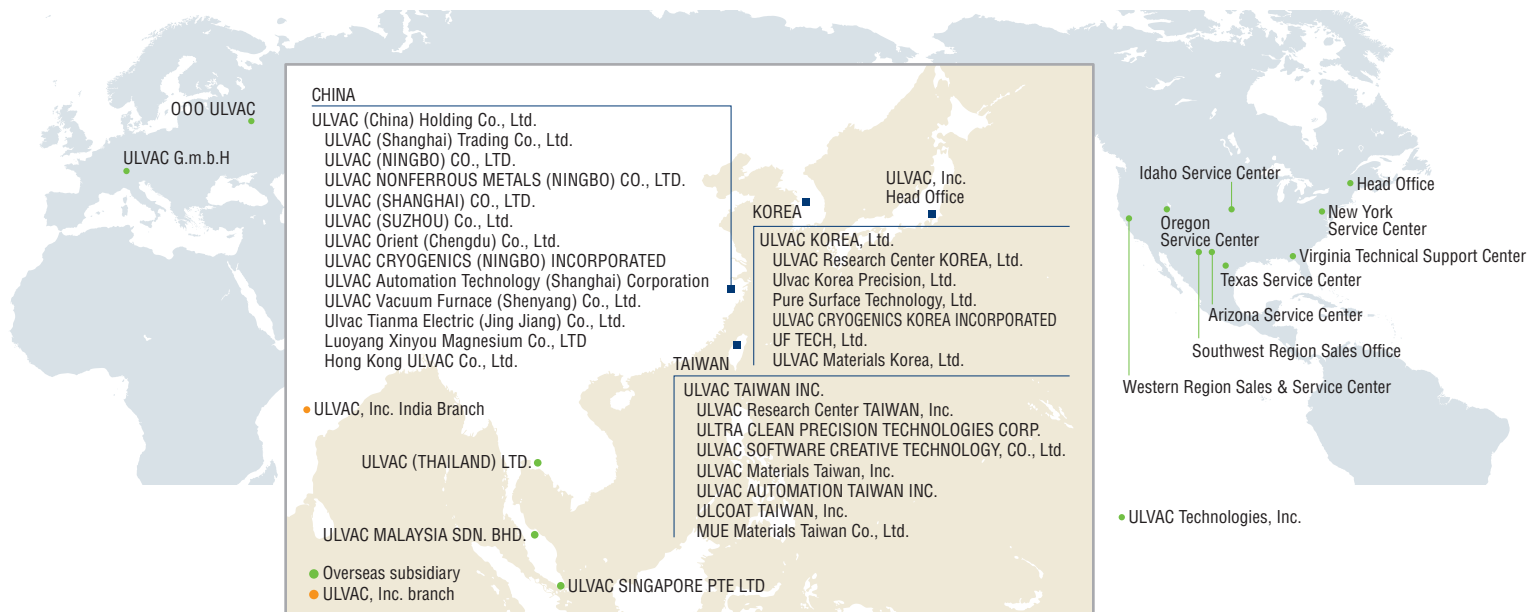 OOO ULVAC
ULVAC G.m.b.H
CHINA
ULVAC (China) Holding Co., Ltd.
ULVAC (Shanghai) Trading Co., Ltd.
ULVAC (NINGBO) CO., LTD.
ULVAC NONFERROUS METALS (NINGBO) CO., LTD.
ULVAC (SHANGHAI) CO., LTD.
ULVAC (SUZHOU) Co., Ltd.
ULVAC Orient (Chengdu) Co., Ltd.
ULVAC CRYOGENICS (NINGBO) INCORPORATED
ULVAC Automation Technology (Shanghai) Corporation
ULVAC Vacuum Furnace (Shenyang) Co., Ltd.
Ulvac Tianma Electric (Jing Jiang) Co., Ltd.
Luoyang Xinyou Magnesium Co., LTD
Hong Kong ULVAC Co., Ltd.
ULVAC, Inc.
Head Office
KOREA
ULVAC KOREA, Ltd.
ULVAC Research Center KOREA, Ltd.
Ulvac Korea Precision, Ltd.
Pure Surface Technology, Ltd.
ULVAC CRYOGENICS KOREA INCORPORATED
UF TECH, Ltd.
ULVAC Materials Korea, Ltd.
TAIWAN
ULVAC TAIWAN INC.
ULVAC Research Center TAIWAN, Inc.
ULTRA CLEAN PRECISION TECHNOLOGIES CORP.
ULVAC SOFTWARE CREATIVE TECHNOLOGY, CO., Ltd.
ULVAC Materials Taiwan, Inc.
ULVAC AUTOMATION TAIWAN INC.
ULCOAT TAIWAN, Inc.
MUE Materials Taiwan Co., Ltd.
ULVAC, Inc. India Branch
ULVAC (THAILAND) LTD.
ULVAC MALAYSIA SDN. BHD.
ULVAC SINGAPORE PTE LTD
Overseas subsidiary
ULVAC, Inc. branch
Idaho Service Center
Head Office
New York
Service Center
Oregon
Service Center
Virginia Technical Support Center
Texas Service Center
Arizona Service Center
Southwest Region Sales Office
Western Region Sales & Service Center
ULVAC Technologies, Inc.